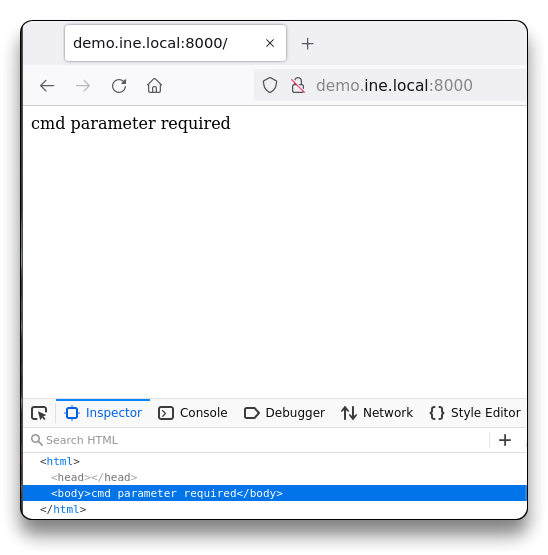 demo.ine.local:8000/
demo.ine.local:8000
cmd parameter required
Inspector Console Debugger Network Style Editor
Search HTML
<html>
<head></head>
<body>cmd parameter required</body>
</html>